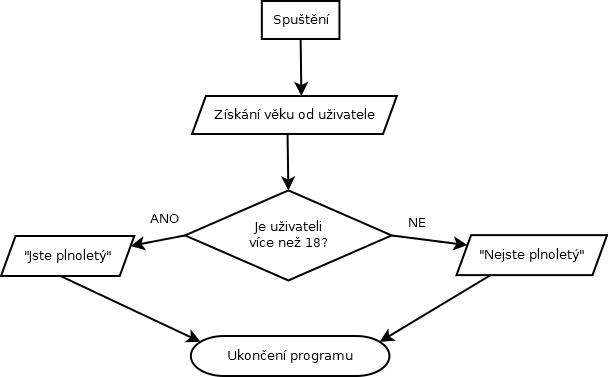 Spuštění
Získání věku od uživatele
Je uživateli
více než 18?
ANO
NE
"Jste plnoletý"
"Nejste plnoletý"
Ukončení programu